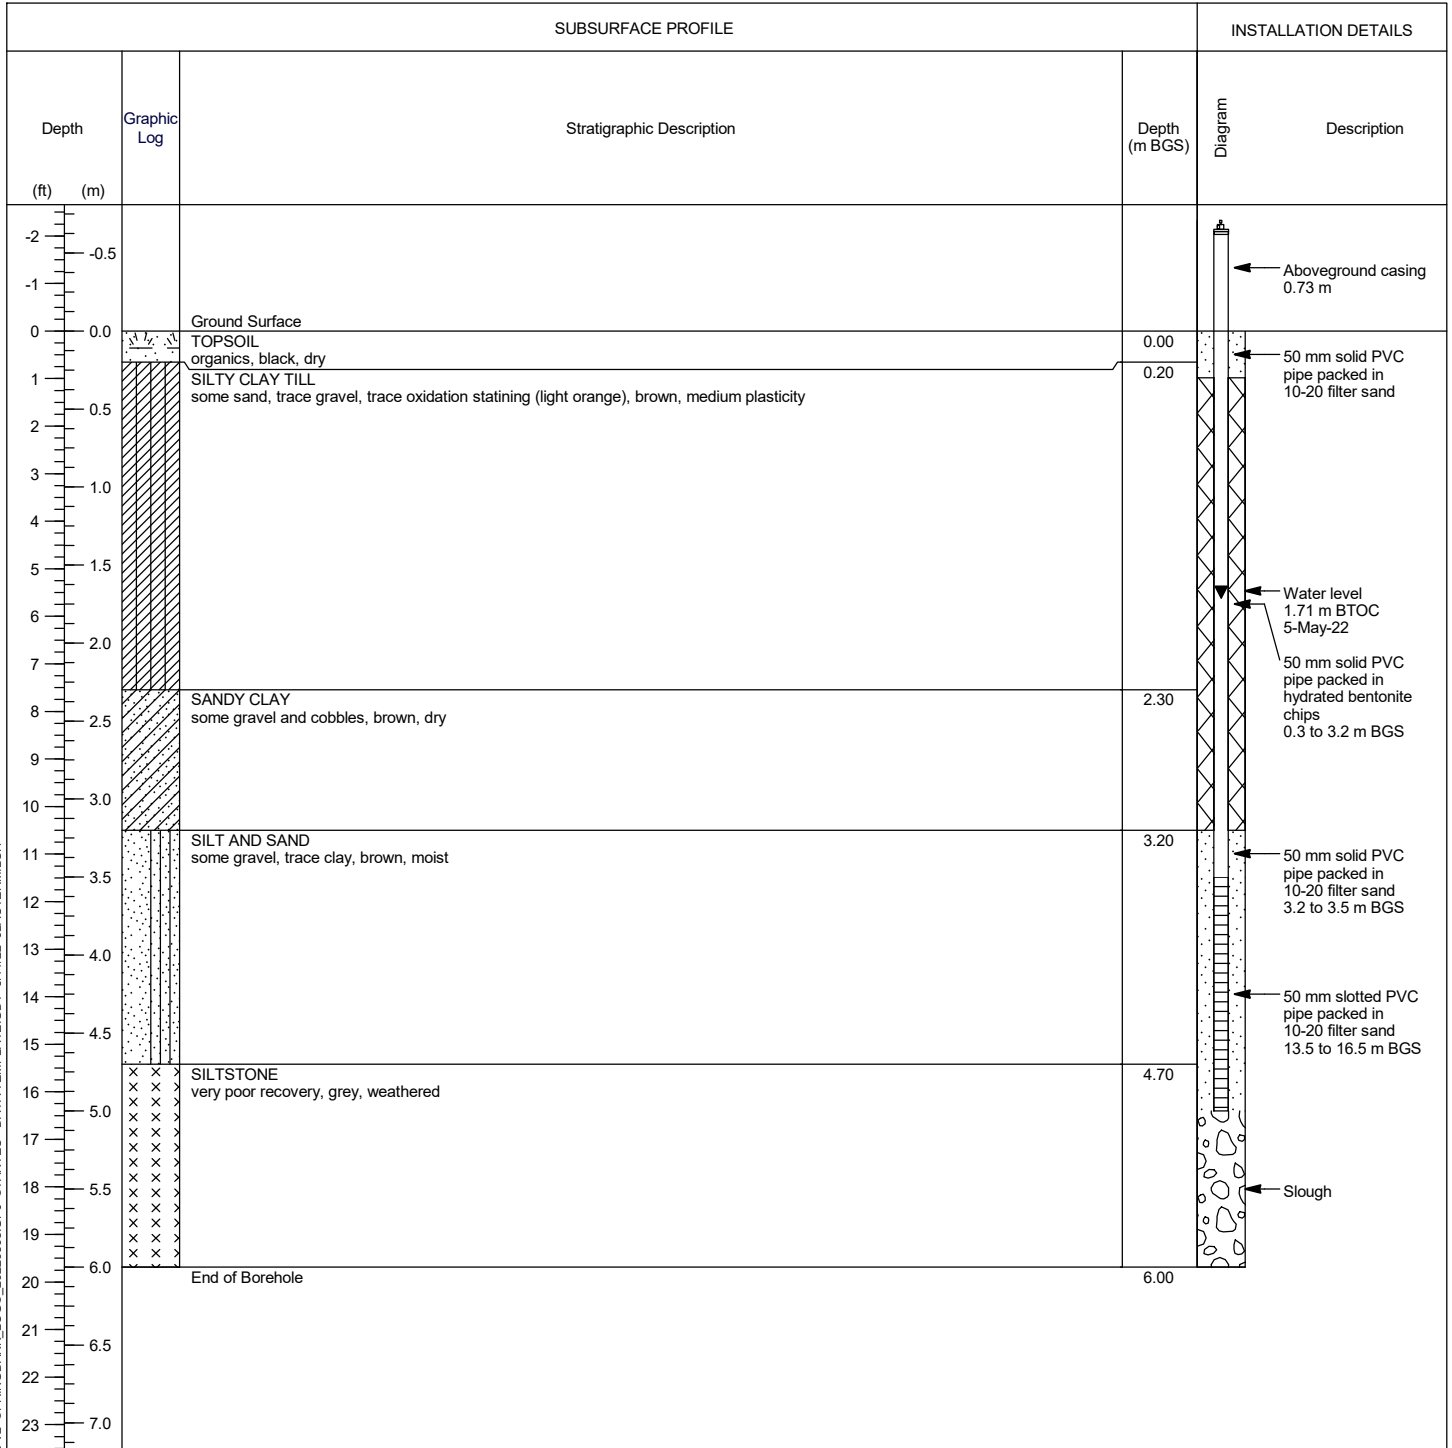 SUBSURFACE PROFILE
INSTALLATION DETAILS
Depth
Graphic
Log
Stratigraphic Description
Depth
(m BGS)
Diagram
Description
(ft) (m)
-2
-0.5
-1
Aboveground casing
0.73 m
Ground Surface
0 0.0
TOPSOIL
organics, black, dry
0.00
50 mm solid PVC
pipe packed in
10-20 filter sand
SILTY CLAY TILL
some sand, trace gravel, trace oxidation statining (light orange), brown, medium plasticity
0.20
1
0.5
2
3
1.0
4
1.5
5
Water level
1.71 m BTOC
5-May-22
6
2.0
7
50 mm solid PVC
pipe packed in
hydrated bentonite
chips
0.3 to 3.2 m BGS
SANDY CLAY
some gravel and cobbles, brown, dry
2.30
8
2.5
9
3.0
10
SILT AND SAND
some gravel, trace clay, brown, moist
3.20
11
50 mm solid PVC
pipe packed in
10-20 filter sand
3.2 to 3.5 m BGS
3.5
12
13
4.0
14
50 mm slotted PVC
pipe packed in
10-20 filter sand
13.5 to 16.5 m BGS
4.5
15
SILTSTONE
very poor recovery, grey, weathered
4.70
16
5.0
17
18
5.5
Slough
19
6.0
End of Borehole
6.00
20
21
6.5
22
23
7.0